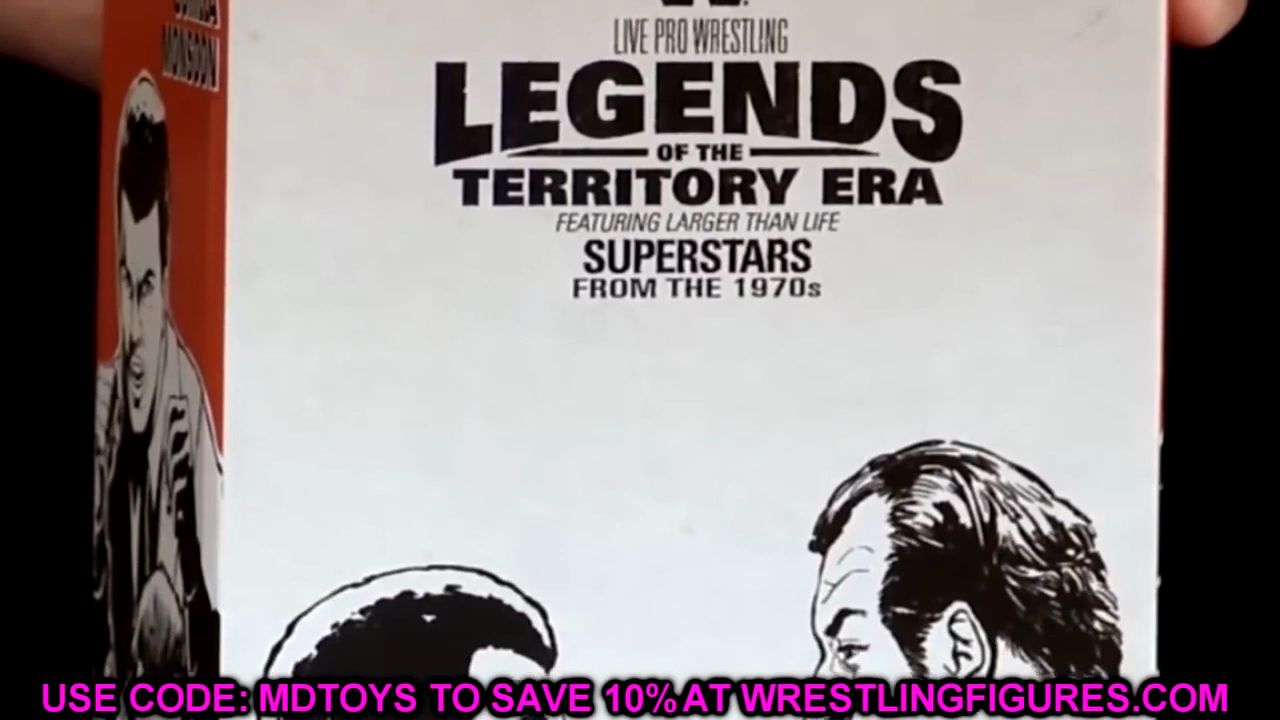 MONSOON
LIVE PRO WRESTLING
LEGENDS
OF THE
TERRITORY ERA
FEATURING LARGER THAN LIFE
SUPERSTARS
FROM THE 1970s
USE CODE: MDTOYS TO SAVE 10% AT WRESTLINGFIGURES.COM